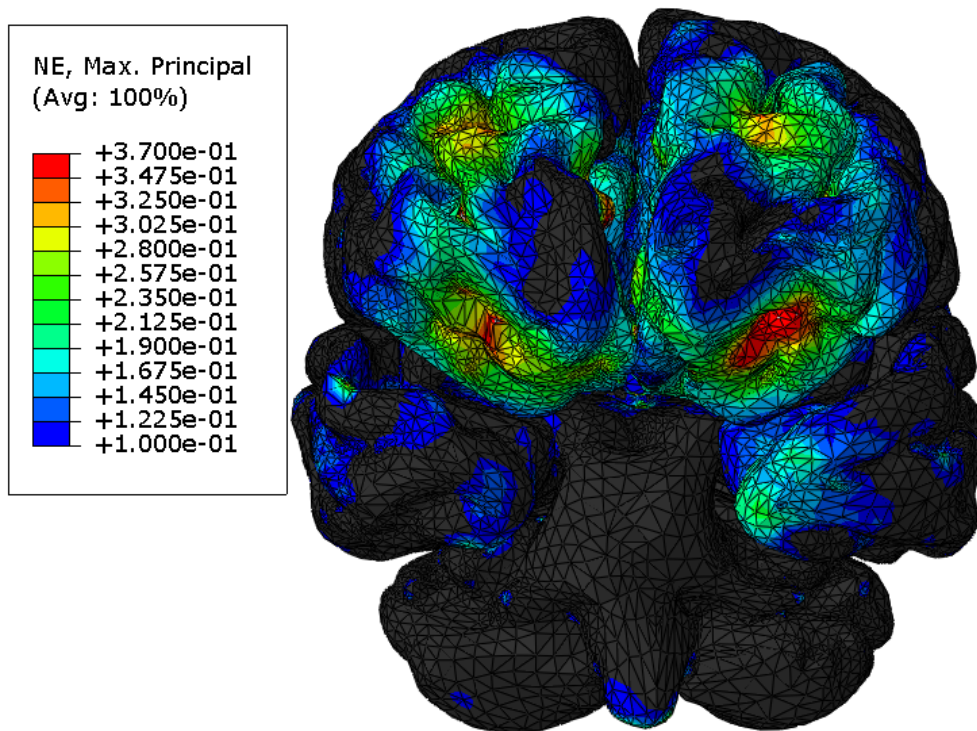 NE, Max. Principal
(Avg: 100%)
+3.700e-01
+3.475e-01
+3.250e-01
+3.025e-01
+2.800e-01
+2.575e-01
+2.350e-01
+2.125e-01
+1.900e-01
+1.675e-01
+1.450e-01
+1.225e-01
+1.000e-01